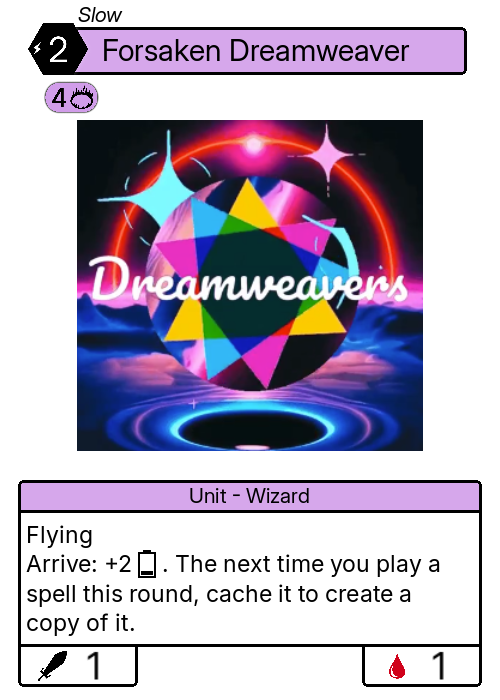 Slow
2 Forsaken Dreamweaver
4
Dreamweavers
Unit - Wizard
Flying
Arrive: +2 . The next time you play a
spell this round, cache it to create a
copy of it.
1 1